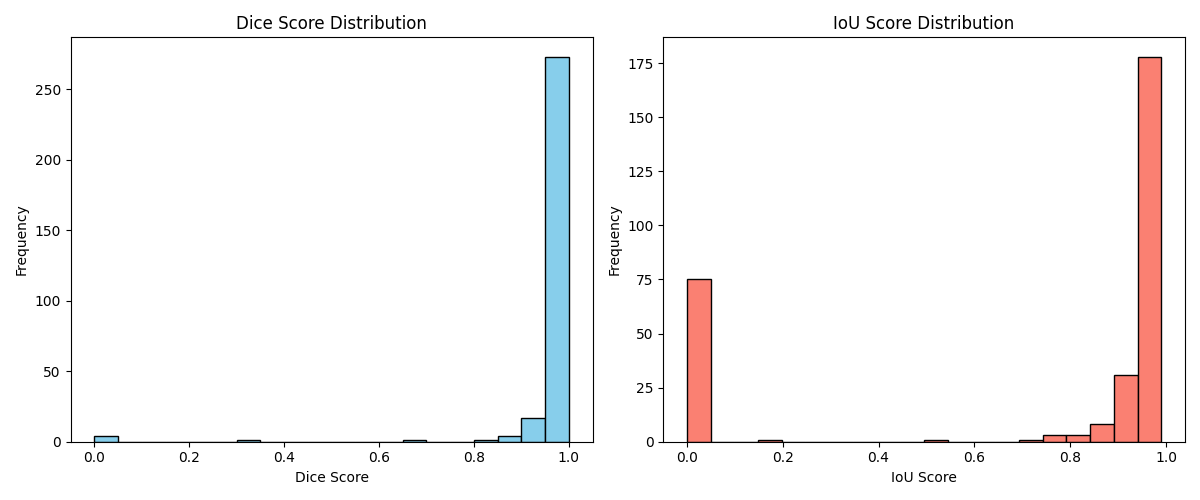 Dice Score Distribution
Frequency
250
200
150
100
50
0
0.0 0.2 0.4 0.6 0.8 1.0
Dice Score
IoU Score Distribution
Frequency
175
150
125
100
75
50
25
0
0.0 0.2 0.4 0.6 0.8 1.0
IoU Score